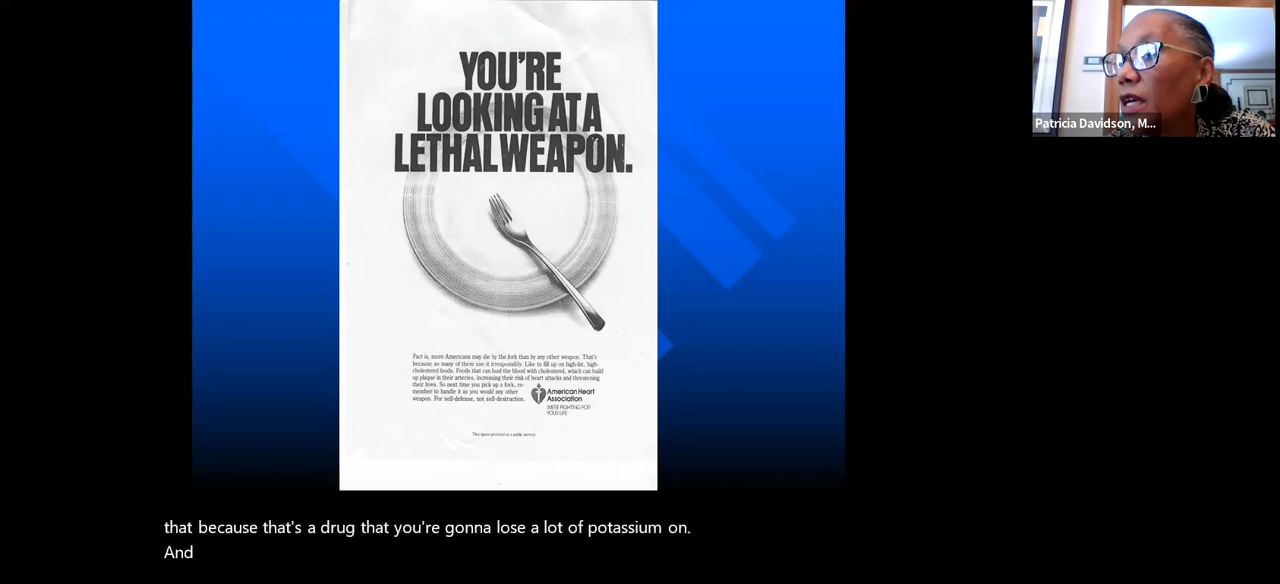 YOU'RE
LOOKING AT A
LETHAL WEAPON.
Fact is, more Americans may die by the fork than by any other weapon. That's
because so many of them use it irresponsibly. Like to fill up on high-fat, high-
cholesterol foods. Foods that can load the blood with cholesterol, which can build
up plaque in their arteries, increasing their risk of heart attacks and threatening
their lives. So next time you pick up a fork, re-
member to handle it as you would any other
weapon. For self-defense, not self-destruction.
American Heart
Association
WE'RE FIGHTING FOR
YOUR LIFE
This space provided as a public service.
Patricia Davidson, M...
that because that's a drug that you're gonna lose a lot of potassium on.
And